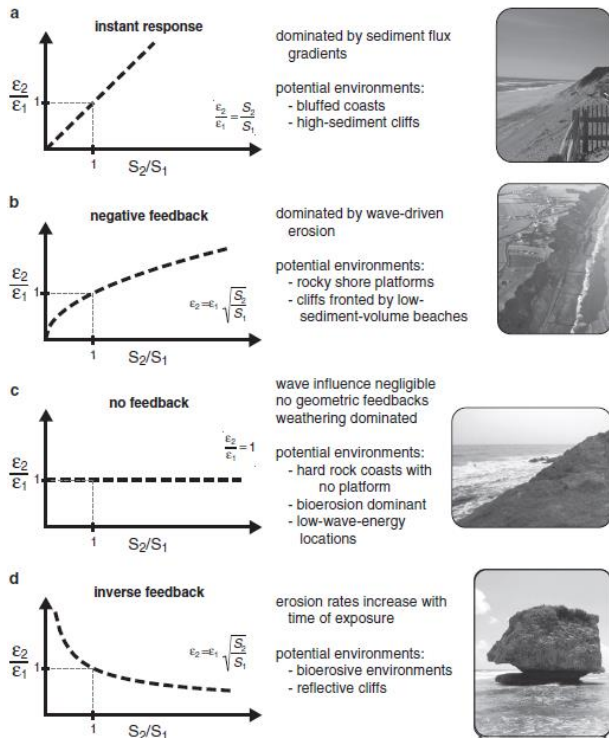 a
instant response
ε₂/ε₁
1
1
S₂/S₁
ε₂/ε₁ = S₂/S₁
dominated by sediment flux
gradients
potential environments:
- bluffed coasts
- high-sediment cliffs
b
negative feedback
ε₂/ε₁
1
1
S₂/S₁
ε₂=ε₁ √S₂/S₁
dominated by wave-driven
erosion
potential environments:
- rocky shore platforms
- cliffs fronted by low-
sediment-volume beaches
c
no feedback
ε₂/ε₁
1
1
S₂/S₁
ε₂/ε₁ = 1
wave influence negligible
no geometric feedbacks
weathering dominated
potential environments:
- hard rock coasts with
no platform
- bioerosion dominant
- low-wave-energy
locations
d
inverse feedback
ε₂/ε₁
1
1
S₂/S₁
ε₂=ε₁ √S₂/S₁
erosion rates increase with
time of exposure
potential environments:
- bioerosive environments
- reflective cliffs